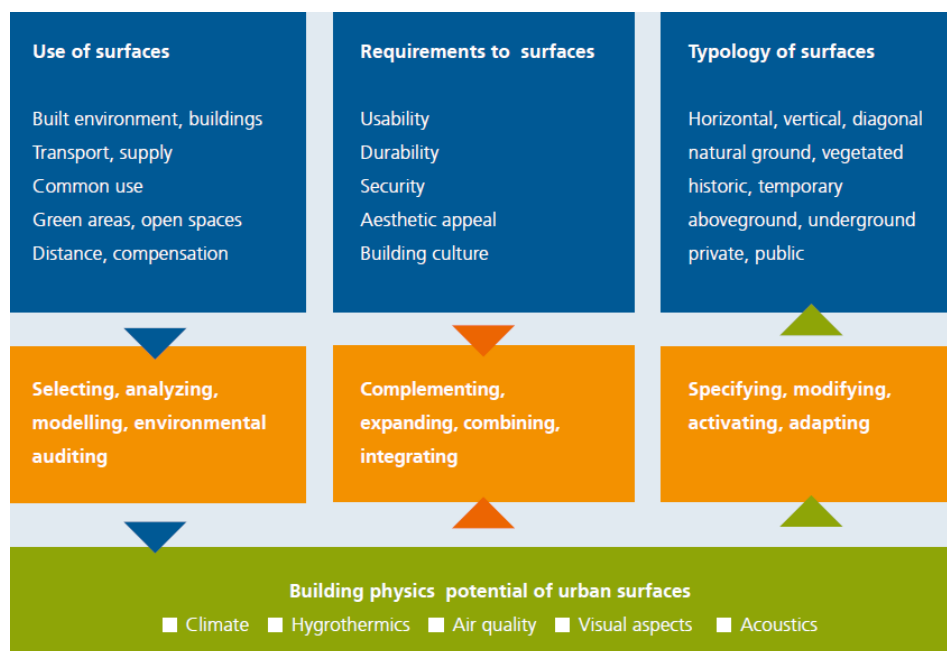 Use of surfaces
Built environment, buildings
Transport, supply
Common use
Green areas, open spaces
Distance, compensation
Requirements to surfaces
Usability
Durability
Security
Aesthetic appeal
Building culture
Typology of surfaces
Horizontal, vertical, diagonal
natural ground, vegetated
historic, temporary
aboveground, underground
private, public
Selecting, analyzing,
modelling, environmental
auditing
Complementing,
expanding, combining,
integrating
Specifying, modifying,
activating, adapting
Building physics potential of urban surfaces
Climate Hygrothermics Air quality Visual aspects Acoustics